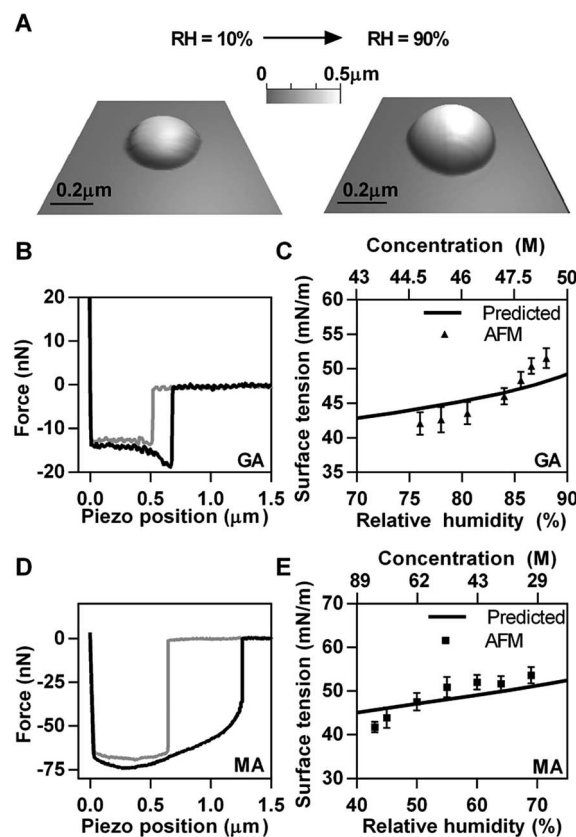 A
RH = 10%
RH = 90%
0
0.5μm
0.2μm
0.2μm
B
Force (nN)
20
10
0
-10
-20
0.0
0.5
1.0
1.5
Piezo position (μm)
GA
C
Concentration (M)
43
44.5
46
47.5
50
Surface tension (mN/m)
60
55
50
45
40
35
30
Predicted
AFM
GA
70
75
80
85
90
Relative humidity (%)
D
Force (nN)
0
-25
-50
-75
0.0
0.5
1.0
1.5
Piezo position (μm)
MA
E
Concentration (M)
89
62
43
29
Surface tension (mN/m)
70
60
50
40
30
Predicted
AFM
MA
40
50
60
70
Relative humidity (%)